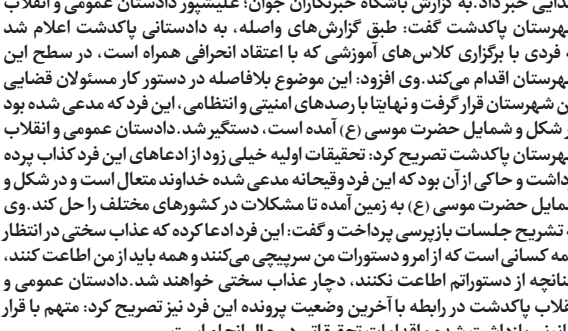 دایی خبر داد. به گزارش باشگاه خبرنگاران جوان؛ علیشپور دادستان عمومی و انقلاب
هرستان پاکدشت گفت: طبق گزارش‌های واصله، به دادستانی پاکدشت اعلام شد
فردی با برگزاری کلاس‌های آموزشی که با اعتقاد انحرافی همراه است، در سطح این
هرستان اقدام می‌کند. وی افزود: این موضوع بلافاصله در دستور کار مسئولان قضایی
ن شهرستان قرار گرفت و نهایتا با رصدهای امنیتی و انتظامی، این فرد که مدعی شده بود
ر شکل و شمایل حضرت موسی (ع) آمده است، دستگیر شد. دادستان عمومی و انقلاب
هرستان پاکدشت تصریح کرد: تحقیقات اولیه خیلی زود از ادعاهای این فرد کذاب پرده
داشت و حاکی از آن بود که این فرد وقیحانه مدعی شده خداوند متعال است و در شکل و
مایل حضرت موسی (ع) به زمین آمده تا مشکلات در کشورهای مختلف را حل کند. وی
ه تشریح جلسات بازپرسی پرداخت و گفت: این فرد ادعا کرده که عذاب سختی در انتظار
مه کسانی است که از امر و دستورات من سرپیچی می‌کنند و همه باید از من اطاعت کنند،
نانچه از دستوراتم اطاعت نکنند، دچار عذاب سختی خواهند شد. دادستان عمومی و
قلاب پاکدشت در رابطه با آخرین وضعیت پرونده این فرد نیز تصریح کرد: متهم با قرار